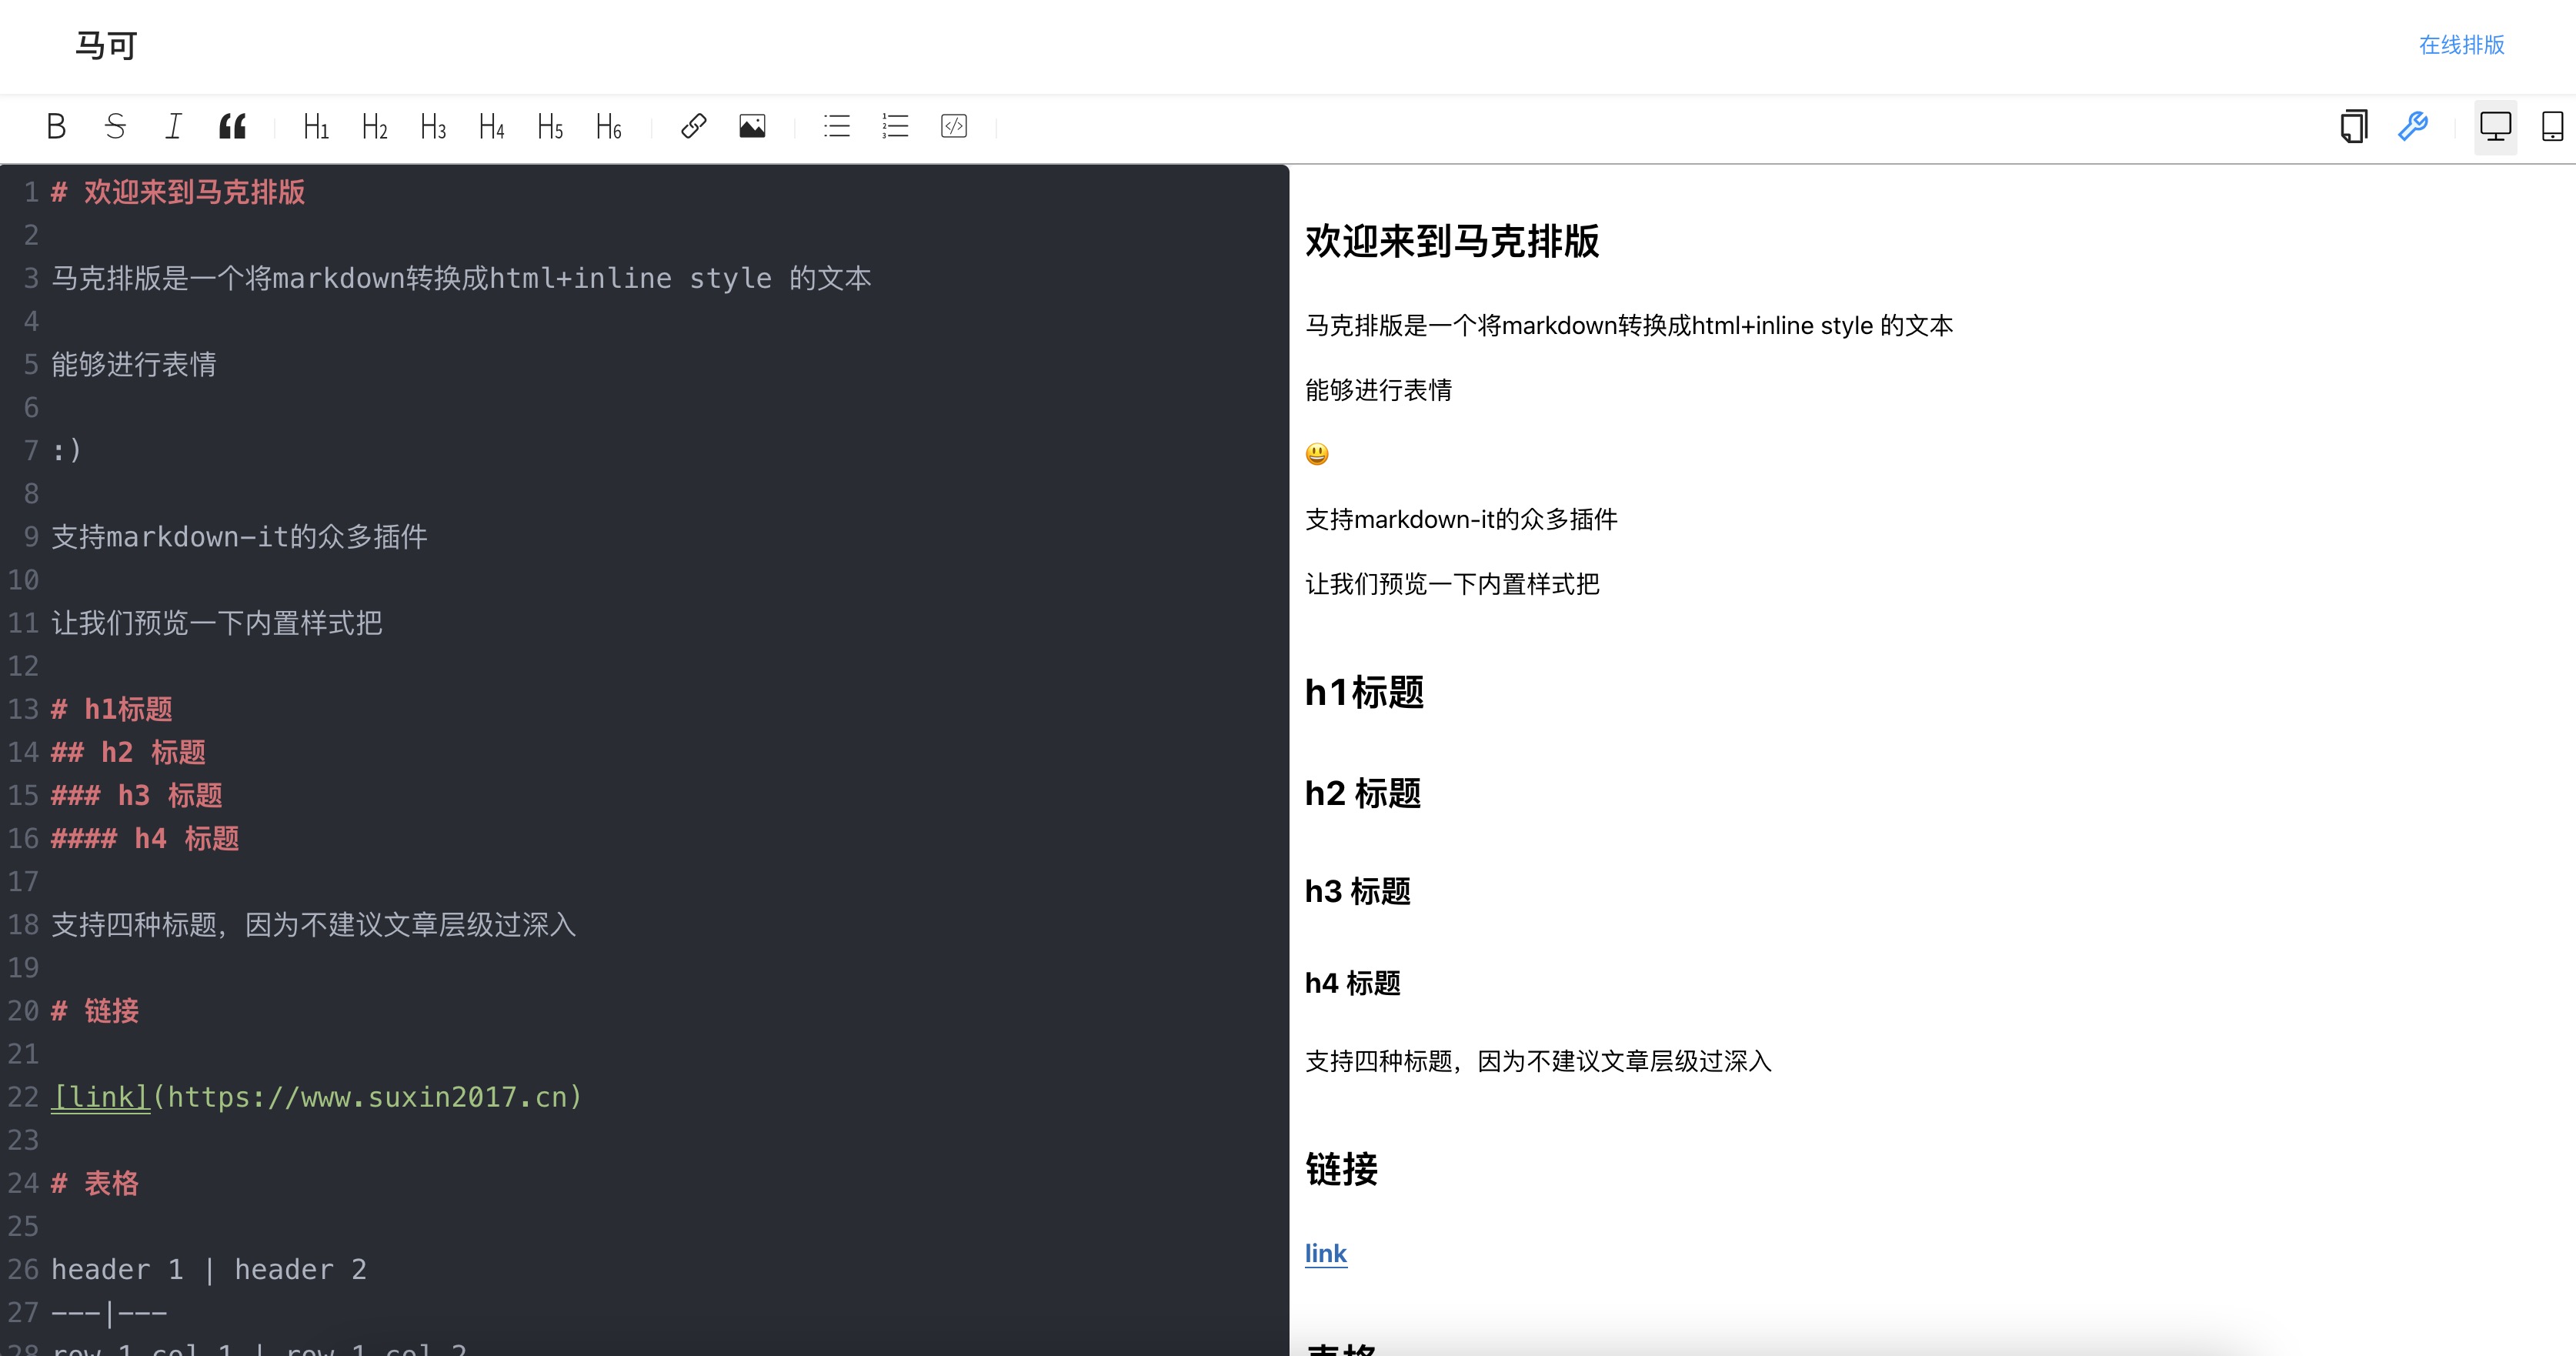 马可
在线排版
B S I “ H1 H2 H3 H4 H5 H6
1 # 欢迎来到马克排版
2
3 马克排版是一个将markdown转换成html+inline style 的文本
4
5 能够进行表情
6
7 :)
8
9 支持markdown-it的众多插件
10
11 让我们预览一下内置样式把
12
13 # h1标题
14 ## h2 标题
15 ### h3 标题
16 #### h4 标题
17
18 支持四种标题，因为不建议文章层级过深入
19
20 # 链接
21
22 [link](https://www.suxin2017.cn)
23
24 # 表格
25
26 header 1 | header 2
27 ---|---
28 row 1 col 1 | row 1 col 2
欢迎来到马克排版
马克排版是一个将markdown转换成html+inline style 的文本
能够进行表情
😃
支持markdown-it的众多插件
让我们预览一下内置样式把
h1标题
h2 标题
h3 标题
h4 标题
支持四种标题，因为不建议文章层级过深入
链接
link
表格